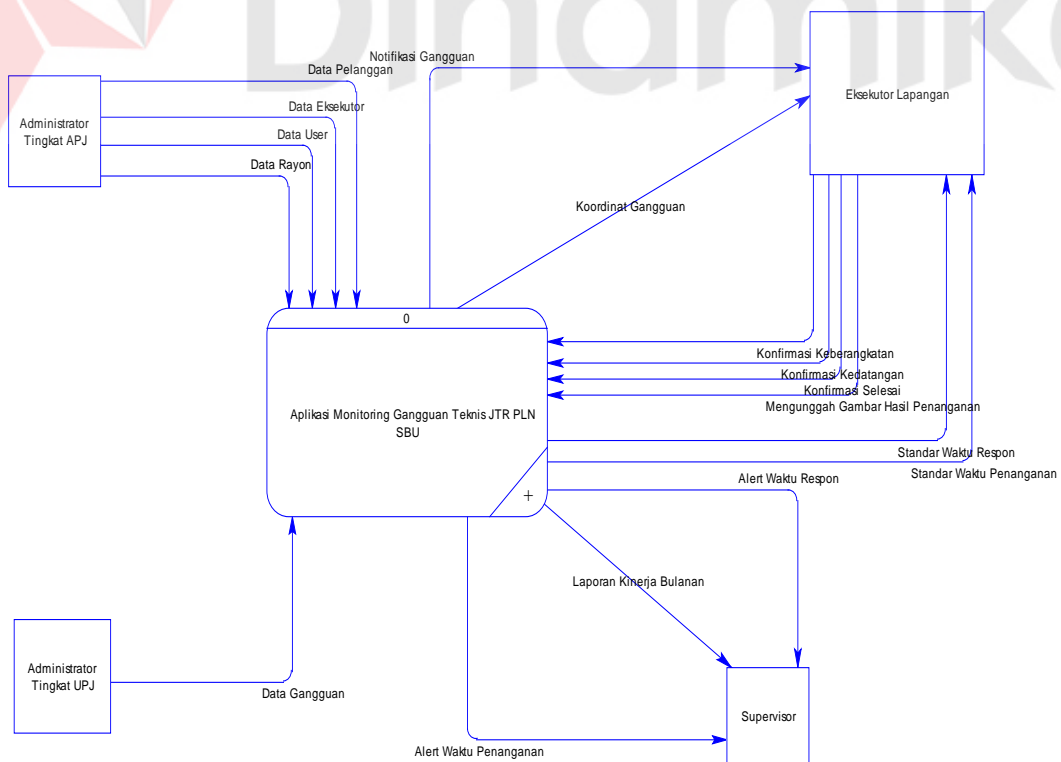 Dinamika
Notifikasi Gangguan
Data Pelanggan
Data Eksekutor
Data User
Data Rayon
Administrator
Tingkat APJ
Eksekutor Lapangan
Koordinat Gangguan
0
Aplikasi Monitoring Gangguan Teknis JTR PLN
SBU
+
Konfirmasi Keberangkatan
Konfirmasi Kedatangan
Konfirmasi Selesai
Mengunggah Gambar Hasil Penanganan
Standar Waktu Respon
Standar Waktu Penanganan
Alert Waktu Respon
Laporan Kinerja Bulanan
Administrator
Tingkat UPJ
Data Gangguan
Supervisor
Alert Waktu Penanganan